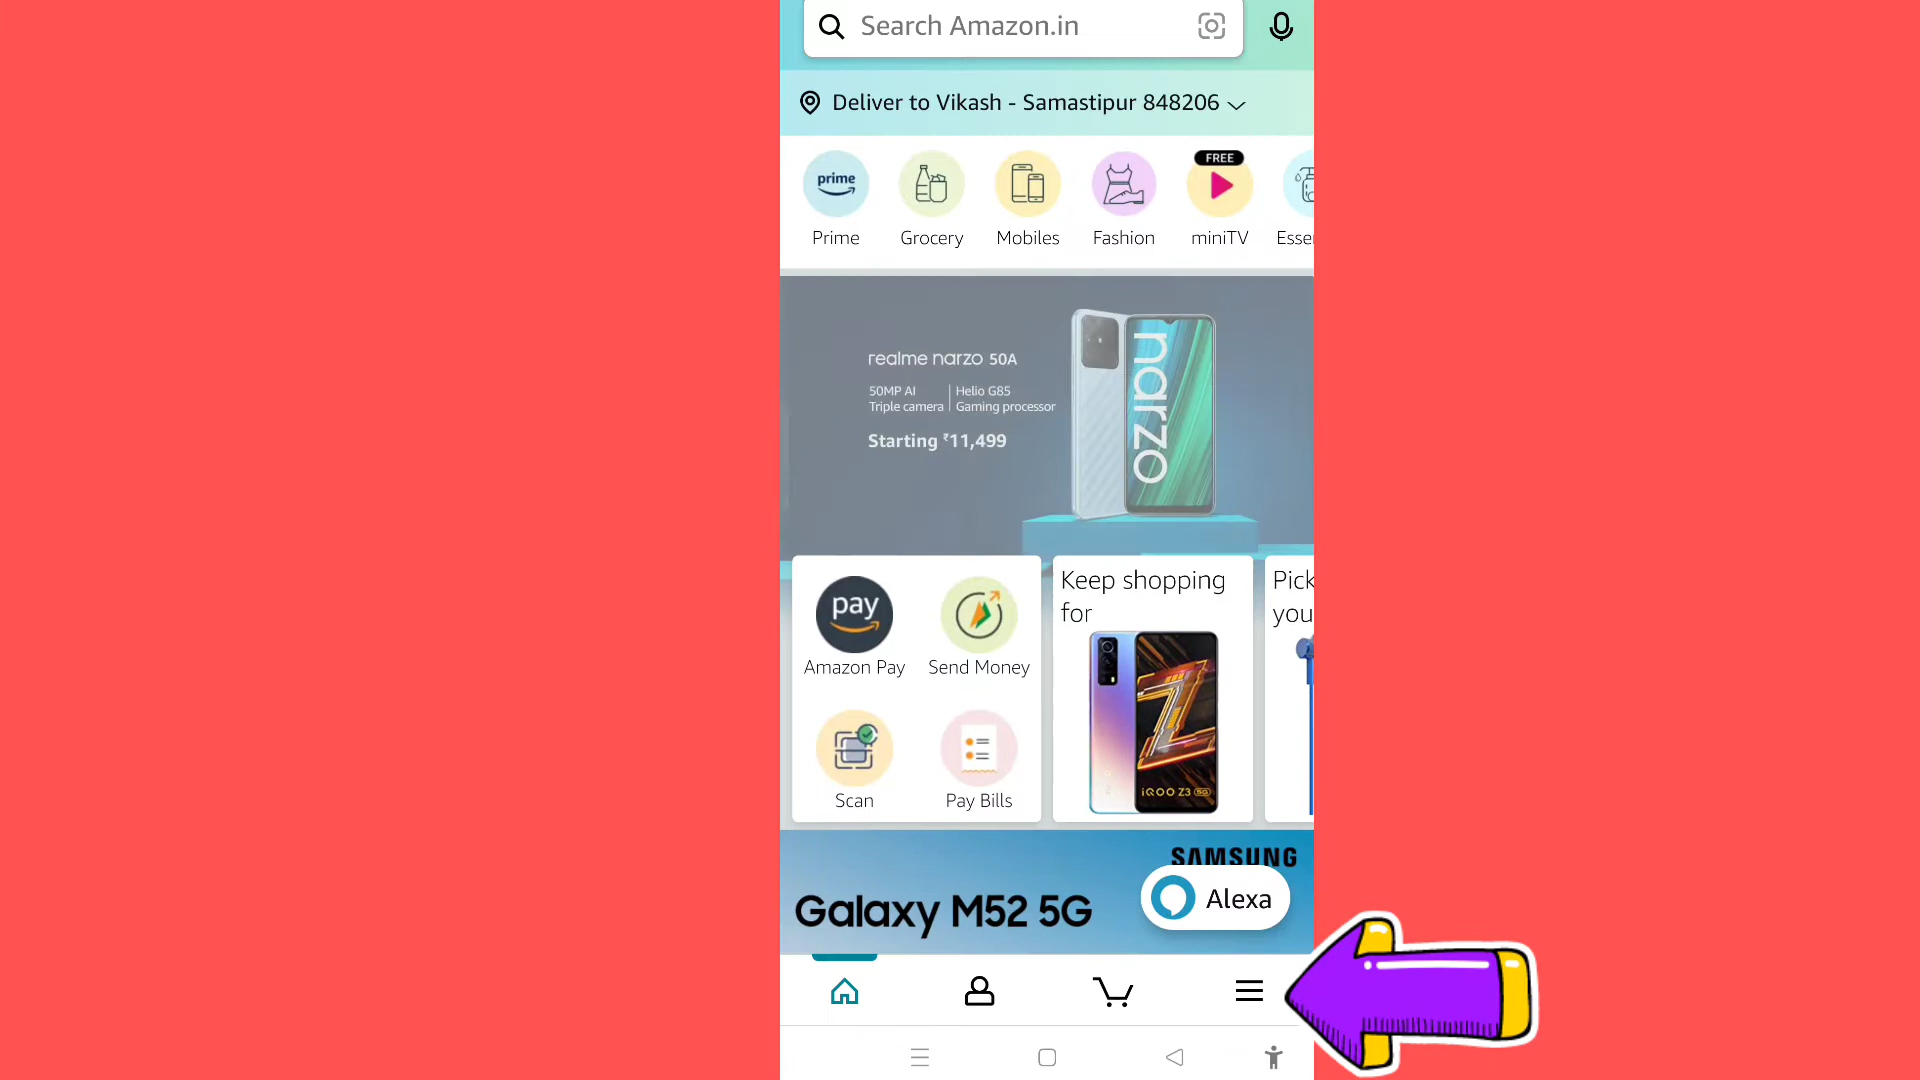 Search Amazon.in
Deliver to Vikash - Samastipur 848206
FREE
prime
Prime
Grocery
Mobiles
Fashion
miniTV
Esse
realme narzo 50A
50MP AI
Triple camera
Helio G85
Gaming processor
Starting ₹11,499
narzo
pay
Amazon Pay
Send Money
Scan
Pay Bills
Keep shopping
for
iQOO Z3 5G
Pick
you
SAMSUNG
Galaxy M52 5G
Alexa